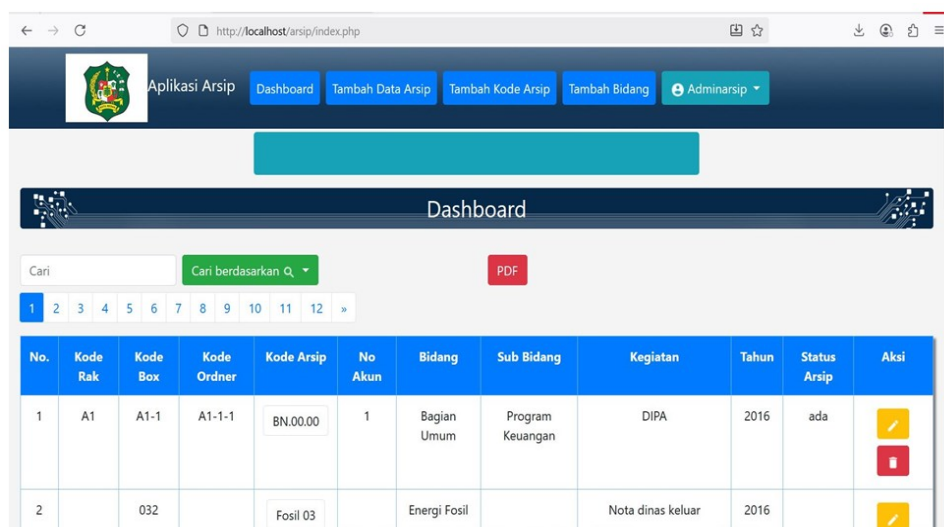 http://localhost/arsip/index.php
Aplikasi Arsip Dashboard Tambah Data Arsip Tambah Kode Arsip Tambah Bidang Adminarsip
Dashboard
Cari Cari berdasarkan PDF
1 2 3 4 5 6 7 8 9 10 11 12 »
No. Kode Rak Kode Box Kode Ordner Kode Arsip No Akun Bidang Sub Bidang Kegiatan Tahun Status Arsip Aksi
1 A1 A1-1 A1-1-1 BN.00.00 1 Bagian Umum Program Keuangan DIPA 2016 ada
2 032 Fosil 03 Energi Fosil Nota dinas keluar 2016